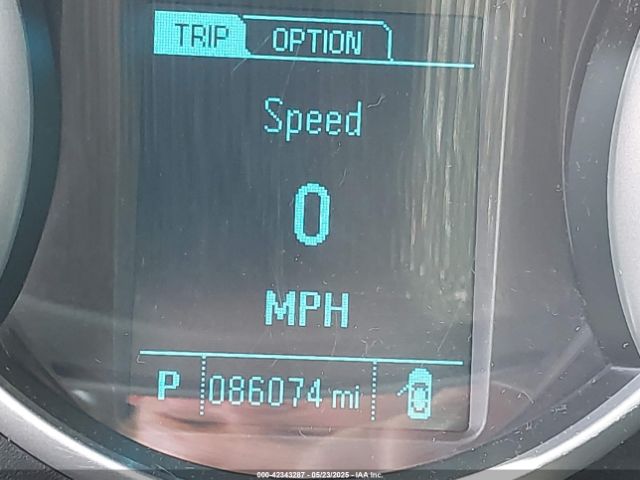 TRIP OPTION
Speed
0
MPH
P 086074 mi
000-42343287 - 05/23/2025 - IAA Inc.